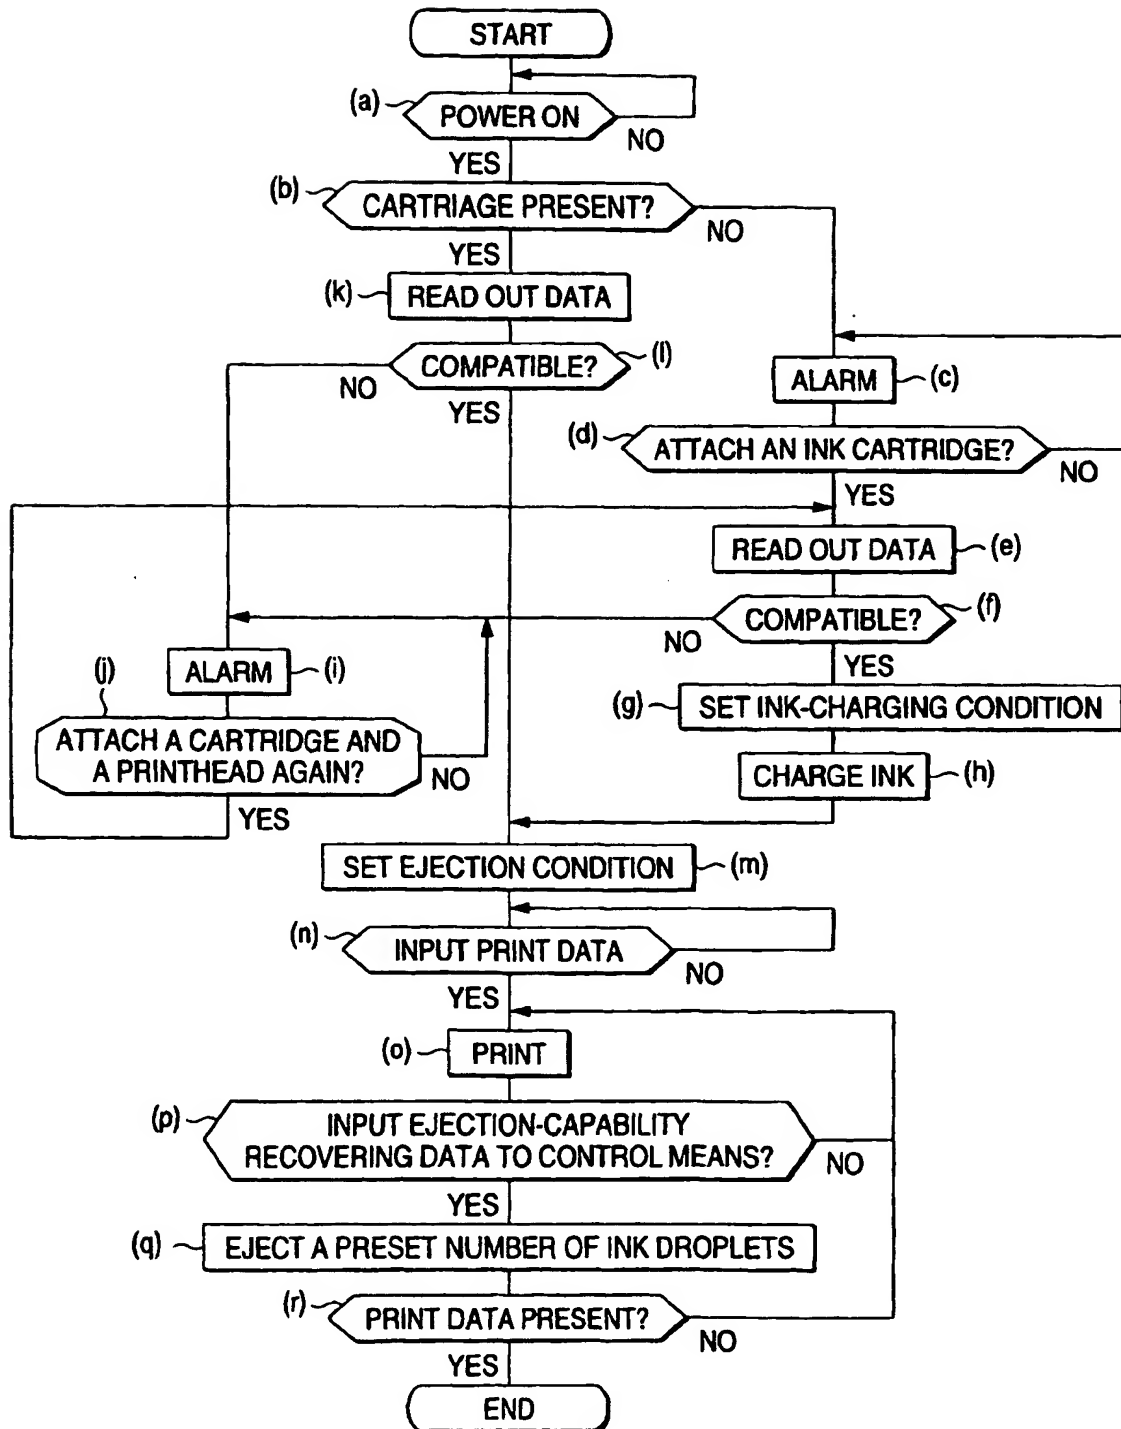 START
(a)
POWER ON
NO
YES
(b)
CARTRIAGE PRESENT?
NO
YES
(k)
READ OUT DATA
COMPATIBLE?
(l)
NO
YES
ALARM
(c)
(d)
ATTACH AN INK CARTRIDGE?
NO
YES
READ OUT DATA
(e)
COMPATIBLE?
(f)
NO
YES
(g)
SET INK-CHARGING CONDITION
CHARGE INK
(h)
ALARM
(i)
(j)
ATTACH A CARTRIDGE AND
A PRINTHEAD AGAIN?
NO
YES
SET EJECTION CONDITION
(m)
(n)
INPUT PRINT DATA
NO
YES
(o)
PRINT
(p)
INPUT EJECTION-CAPABILITY
RECOVERING DATA TO CONTROL MEANS?
NO
YES
(q)
EJECT A PRESET NUMBER OF INK DROPLETS
(r)
PRINT DATA PRESENT?
NO
YES
END